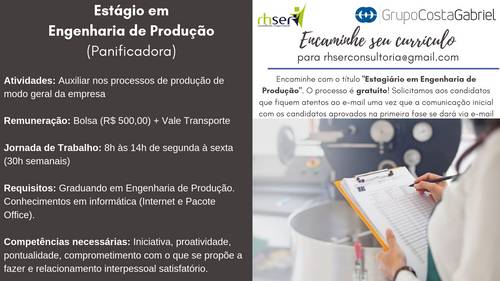 Estágio em
Engenharia de Produção
(Panificadora)
Atividades: Auxiliar nos processos de produção de
modo geral da empresa
Remuneração: Bolsa (R$ 500,00) + Vale Transporte
Jornada de Trabalho: 8h às 14h de segunda à sexta
(30h semanais)
Requisitos: Graduando em Engenharia de Produção.
Conhecimentos em informática (Internet e Pacote
Office).
Competências necessárias: Iniciativa, proatividade,
pontualidade, comprometimento com o que se propõe a
fazer e relacionamento interpessoal satisfatório.
rhser
GrupoCostaGabriel
Encaminhe seu currículo
para rhserconsultoria@gmail.com
Encaminhe com o título "Estagiário em Engenharia de
Produção". O processo é gratuito! Solicitamos aos candidatos
que fiquem atentos ao e-mail uma vez que a comunicação inicial
com os candidatos aprovados na primeira fase se dará via e-mail